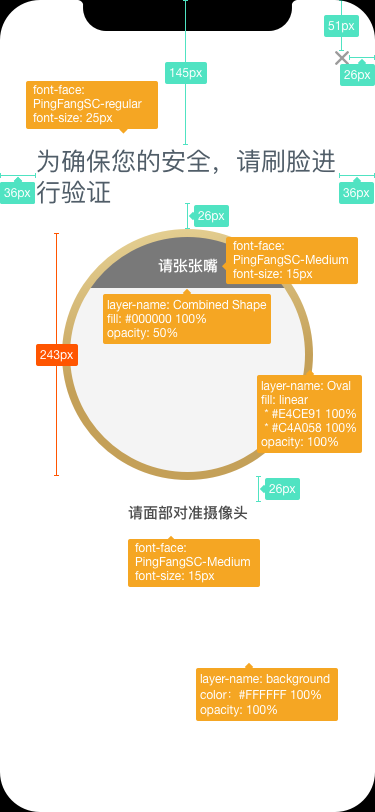 51px
145px
26px
font-face:
PingFangSC-regular
font-size: 25px
为确保您的安全，请刷脸进
行验证
36px
36px
26px
font-face:
PingFangSC-Medium
font-size: 15px
请张张嘴
layer-name: Combined Shape
fill: #000000 100%
opacity: 50%
243px
layer-name: Oval
fill: linear
* #E4CE91 100%
* #C4A058 100%
opacity: 100%
26px
请面部对准摄像头
font-face:
PingFangSC-Medium
font-size: 15px
layer-name: background
color：#FFFFFF 100%
opacity: 100%